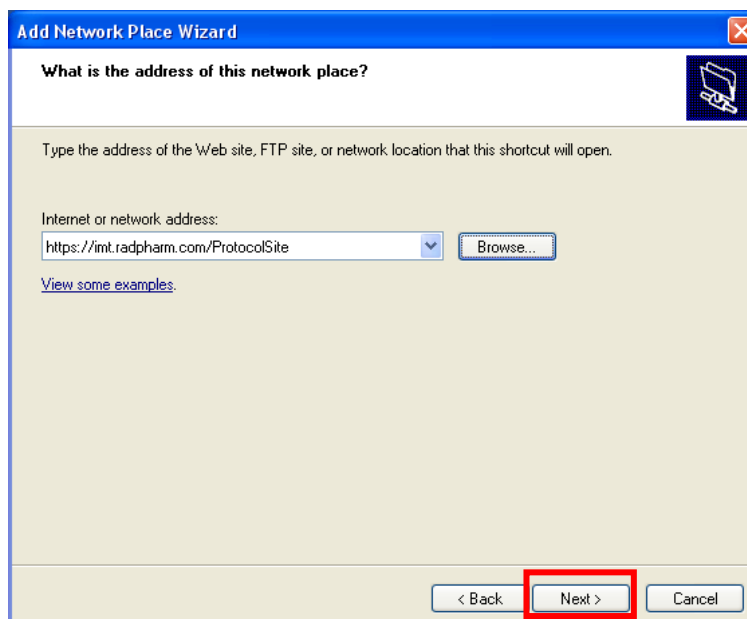 Add Network Place Wizard
What is the address of this network place?
Type the address of the Web site, FTP site, or network location that this shortcut will open.
Internet or network address:
https://imt.radpharm.com/ProtocolSite
Browse...
View some examples.
< Back
Next >
Cancel